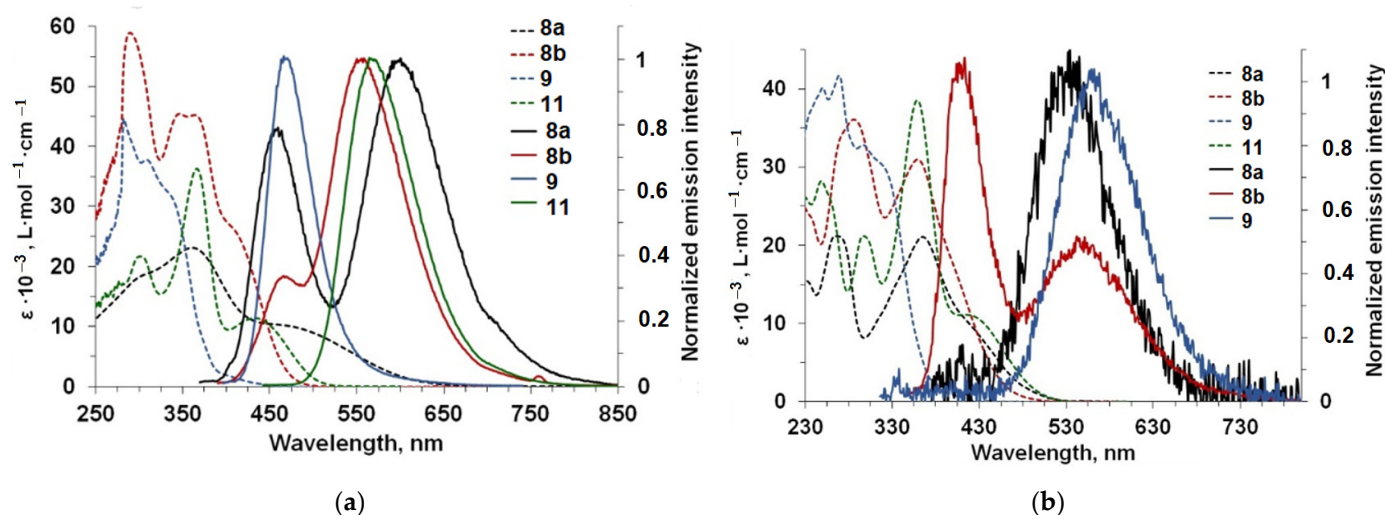 (a)
60
50
40
30
20
10
0
ε ·10⁻³, L·mol⁻¹·cm⁻¹
250 350 450 550 650 750 850
Wavelength, nm
1
0.8
0.6
0.4
0.2
0
Normalized emission intensity
8a
8b
9
11
8a
8b
9
11
(b)
40
30
20
10
0
ε ·10⁻³, L·mol⁻¹·cm⁻¹
230 330 430 530 630 730
Wavelength, nm
1
0.8
0.6
0.4
0.2
0
Normalized emission intensity
8a
8b
9
11
8a
8b
9